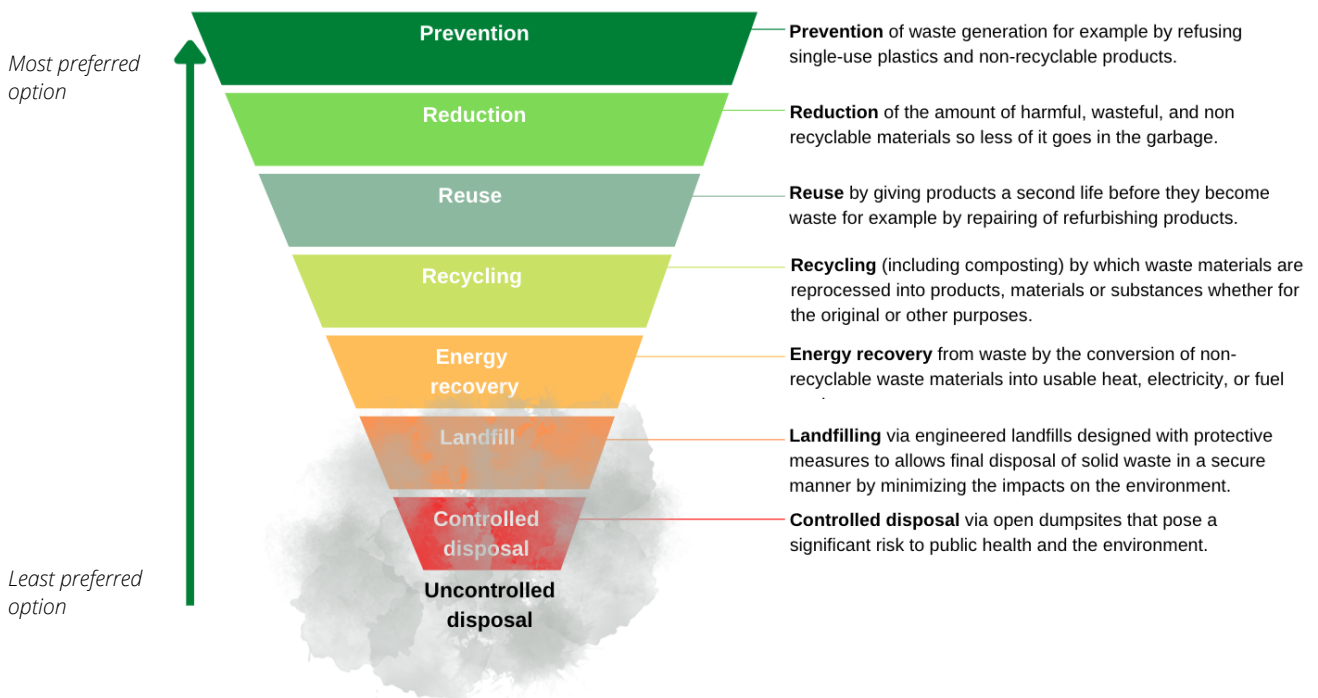 Most preferred
option
Prevention
Prevention of waste generation for example by refusing
single-use plastics and non-recyclable products.
Reduction
Reduction of the amount of harmful, wasteful, and non
recyclable materials so less of it goes in the garbage.
Reuse
Reuse by giving products a second life before they become
waste for example by repairing of refurbishing products.
Recycling
Recycling (including composting) by which waste materials are
reprocessed into products, materials or substances whether for
the original or other purposes.
Energy
recovery
Energy recovery from waste by the conversion of non-
recyclable waste materials into usable heat, electricity, or fuel
Landfill
Landfilling via engineered landfills designed with protective
measures to allows final disposal of solid waste in a secure
manner by minimizing the impacts on the environment.
Controlled
disposal
Controlled disposal via open dumpsites that pose a
significant risk to public health and the environment.
Least preferred
option
Uncontrolled
disposal